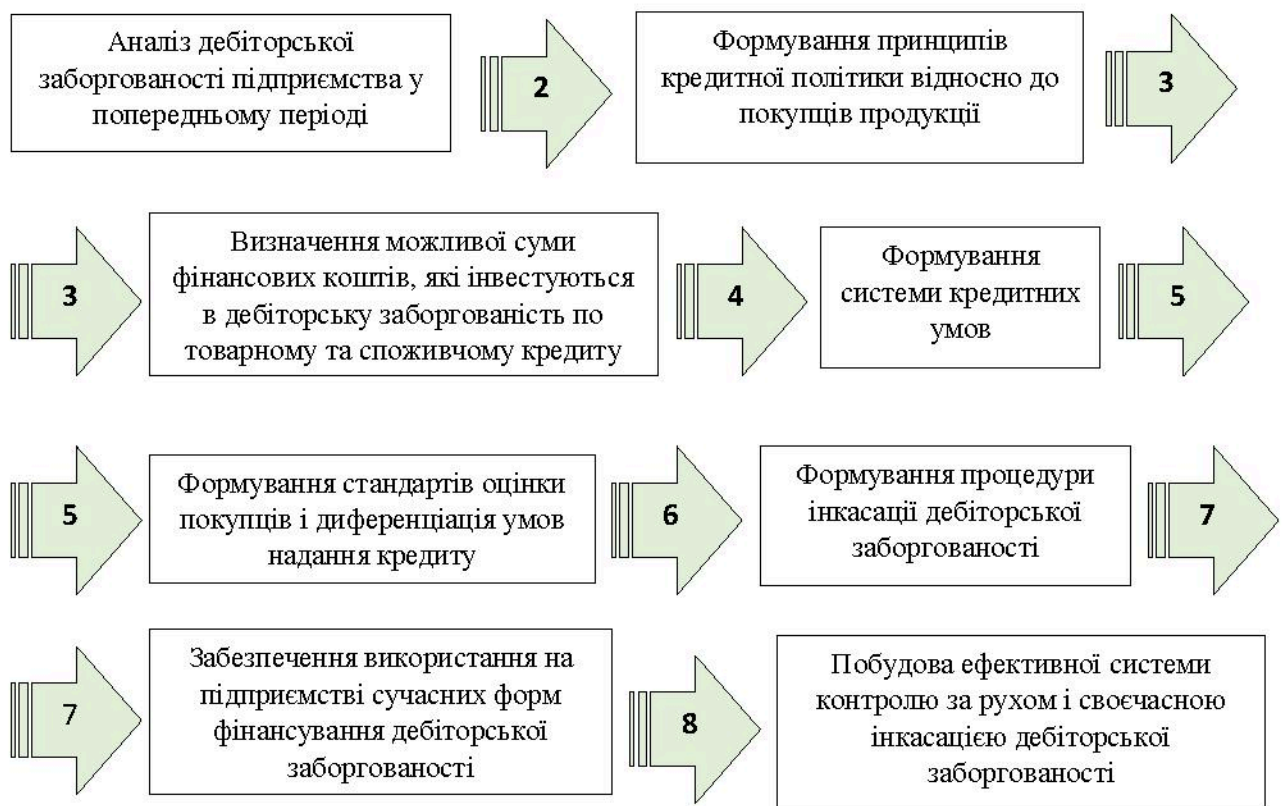 Аналіз дебіторської
заборгованості підприємства у
попередньому періоді
2
Формування принципів
кредитної політики відносно до
покупців продукції
3
3
Визначення можливої суми
фінансових коштів, які інвестуються
в дебіторську заборгованість по
товарному та споживчому кредиту
4
Формування
системи кредитних
умов
5
5
Формування стандартів оцінки
покупців і диференціація умов
надання кредиту
6
Формування процедури
інкасації дебіторської
заборгованості
7
7
Забезпечення використання на
підприємстві сучасних форм
фінансування дебіторської
заборгованості
8
Побудова ефективної системи
контролю за рухом і своєчасною
інкасацією дебіторської
заборгованості